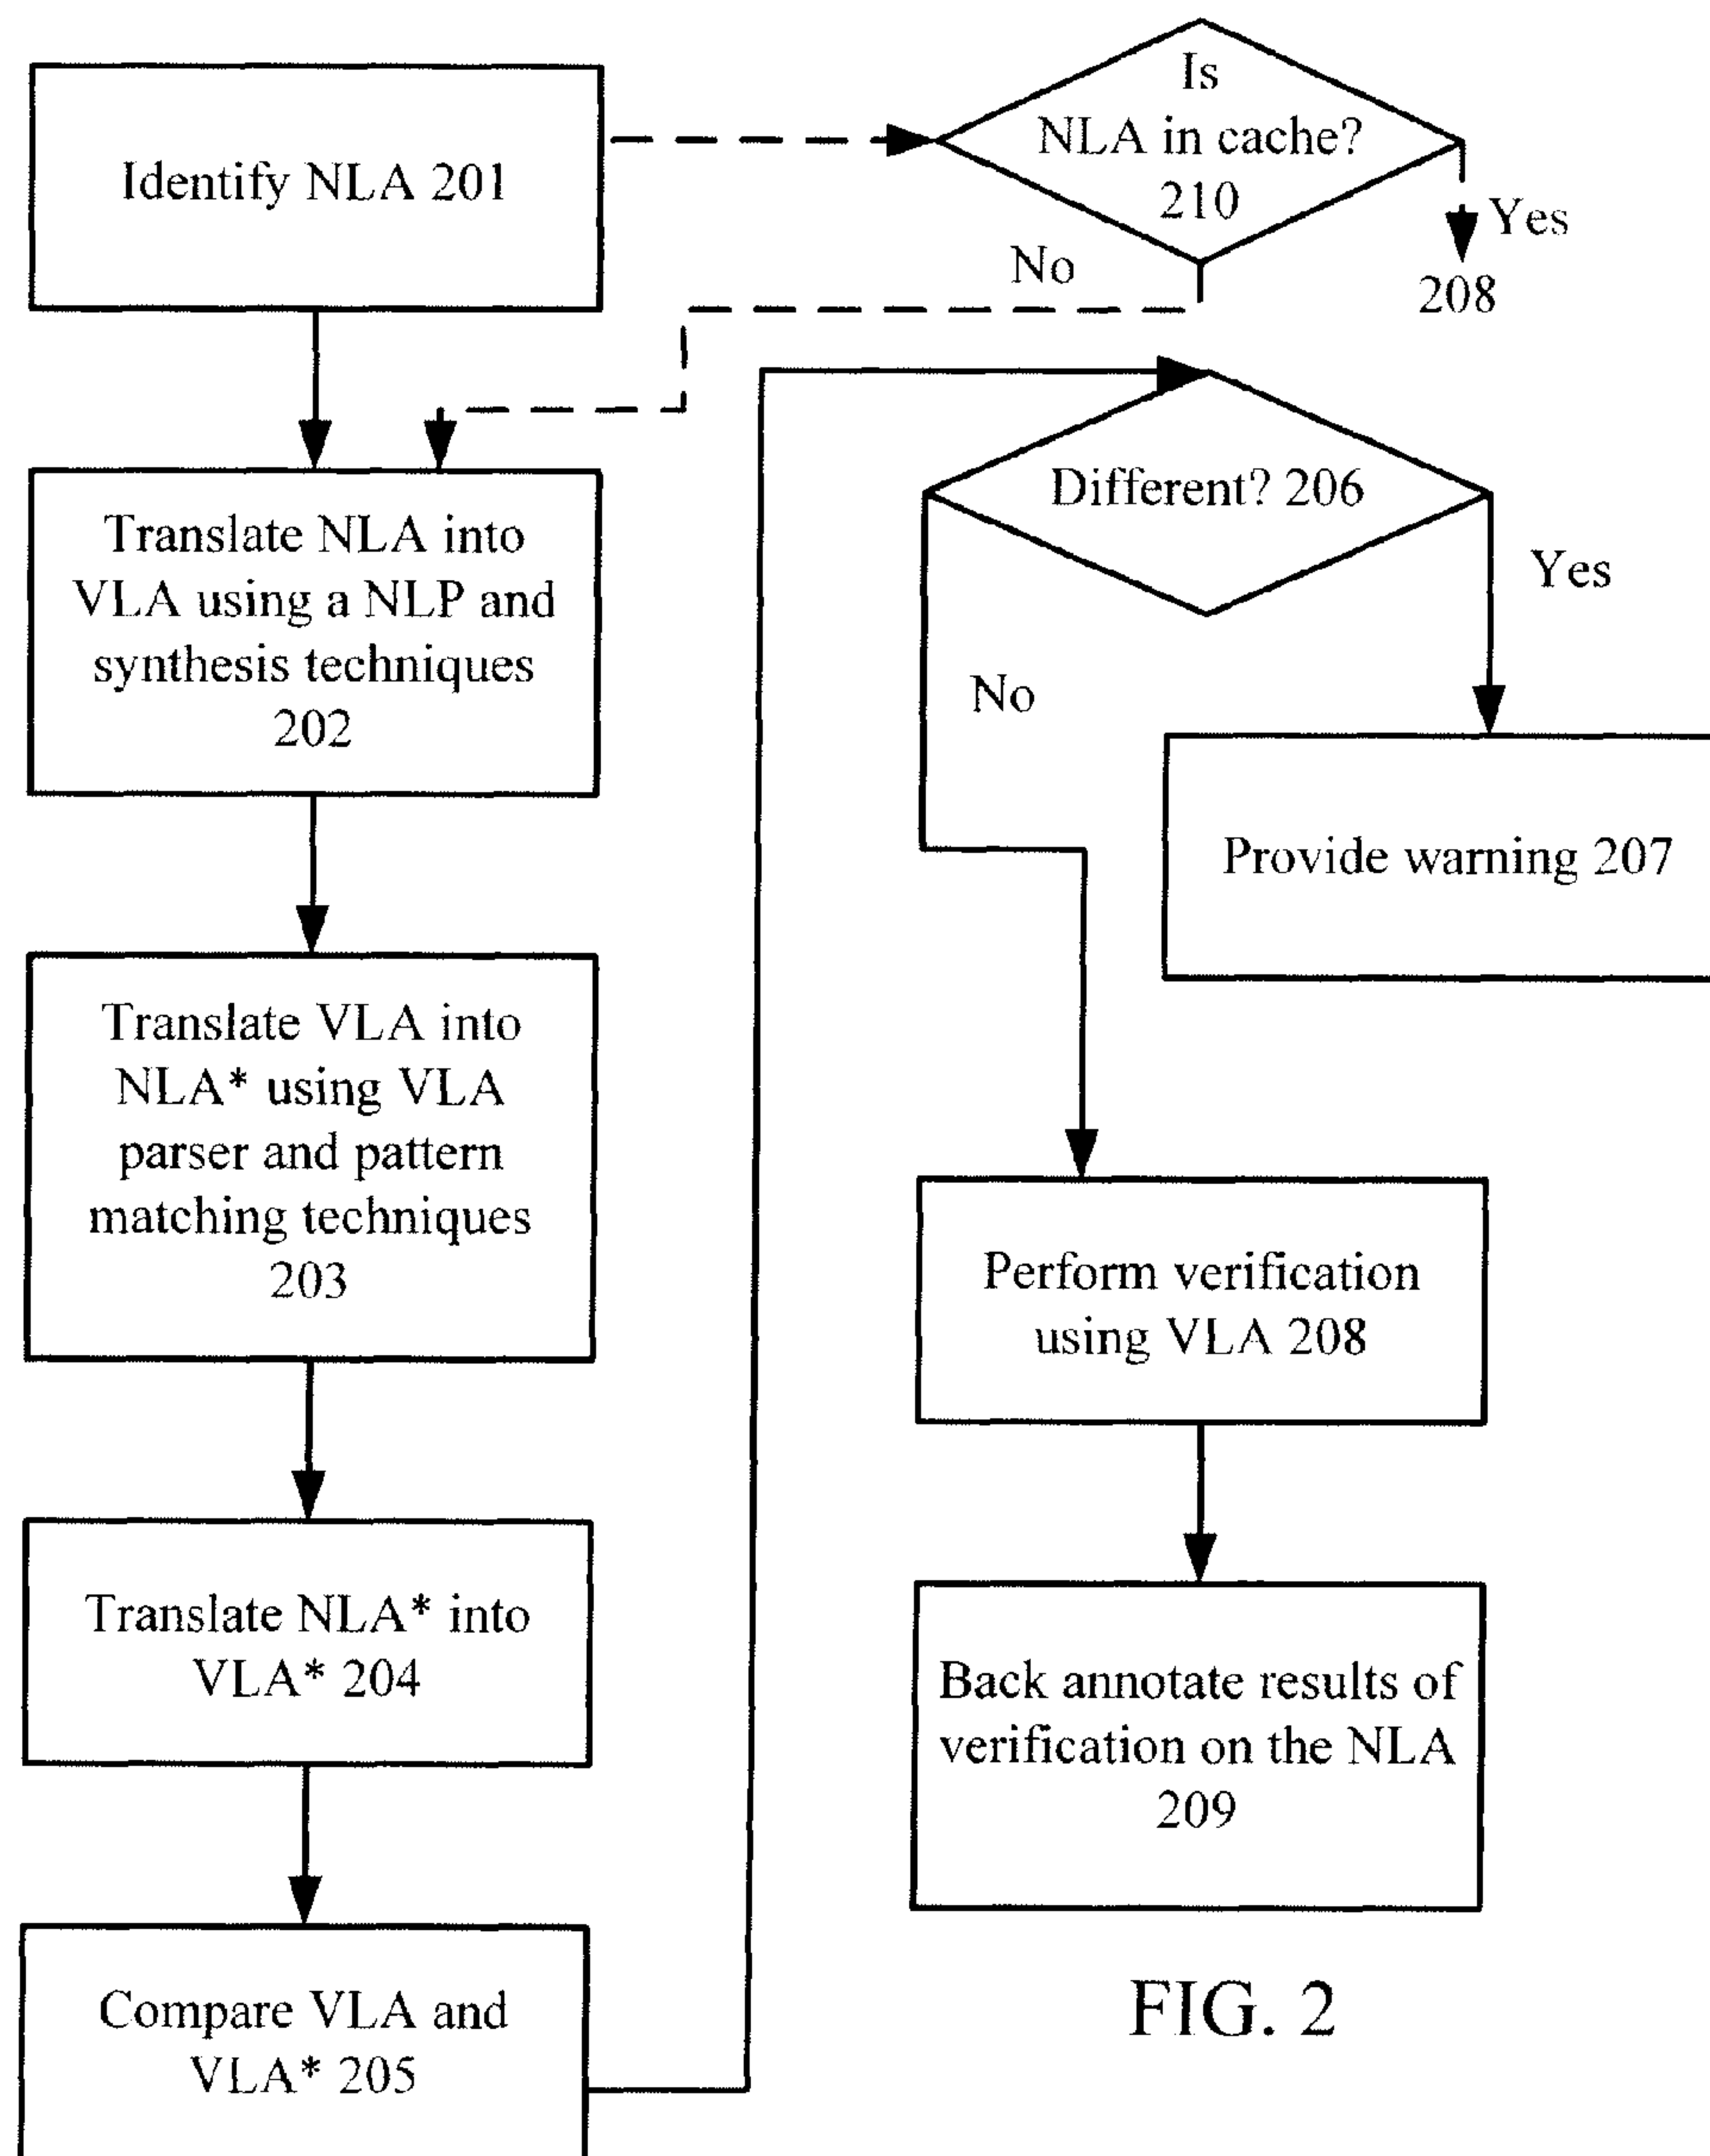 Identify NLA 201
Is
NLA in cache?
210
Yes
208
No
Translate NLA into
VLA using a NLP and
synthesis techniques
202
Different? 206
Yes
No
Provide warning 207
Translate VLA into
NLA* using VLA
parser and pattern
matching techniques
203
Perform verification
using VLA 208
Translate NLA* into
VLA* 204
Back annotate results of
verification on the NLA
209
Compare VLA and
VLA* 205
FIG. 2